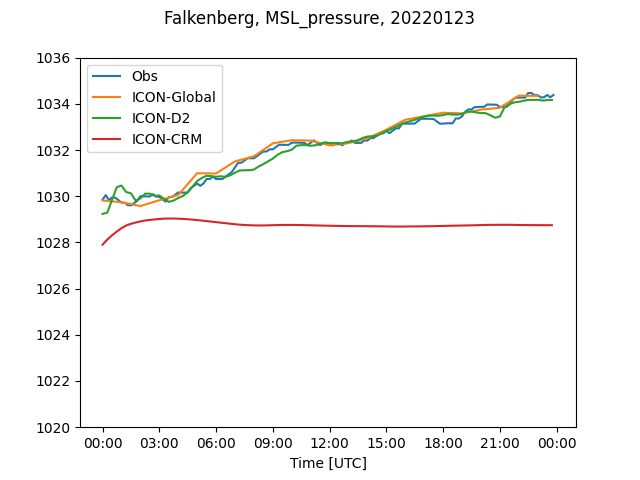 Falkenberg, MSL_pressure, 20220123
1036
1034
1032
1030
1028
1026
1024
1022
1020
Obs
ICON-Global
ICON-D2
ICON-CRM
00:00 03:00 06:00 09:00 12:00 15:00 18:00 21:00 00:00
Time [UTC]